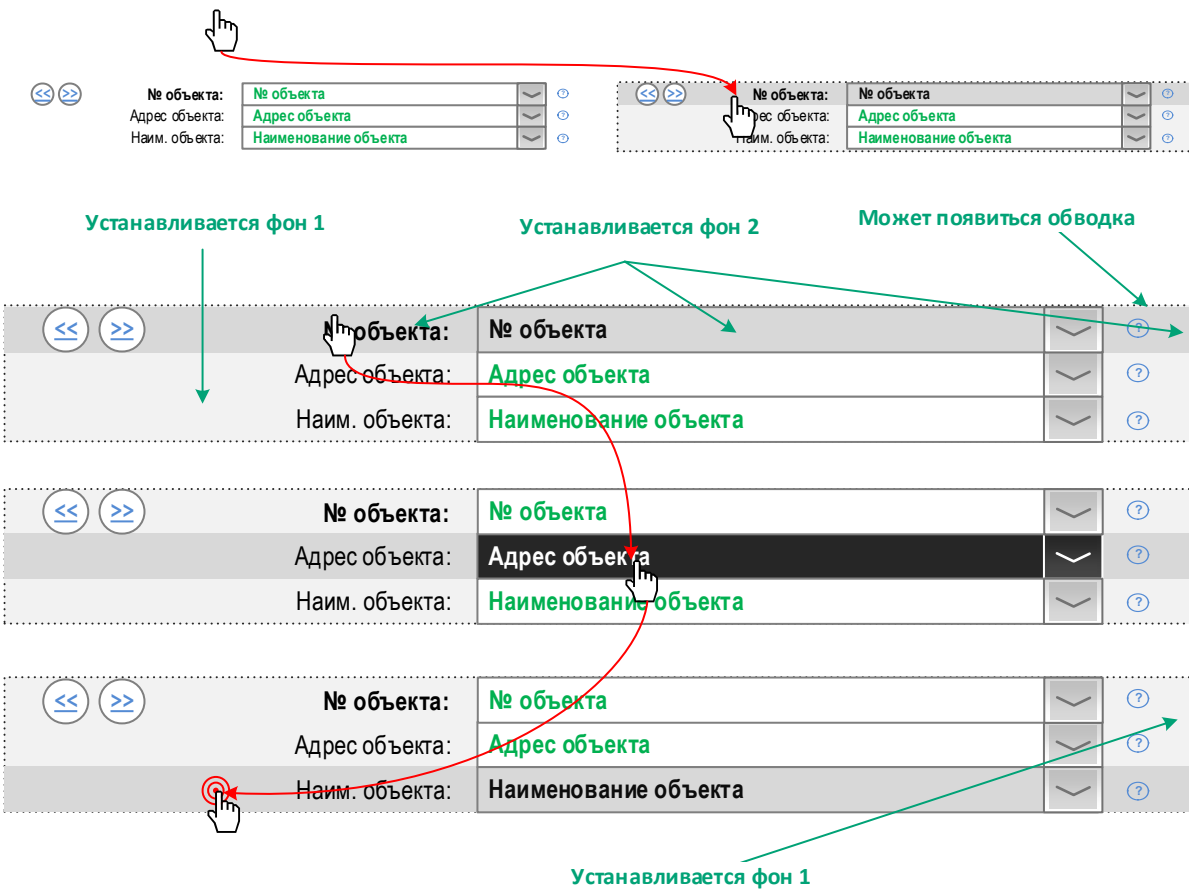 << >> № объекта: № объекта ? << >> № объекта: № объекта ?
Адрес объекта: Адрес объекта ? Адрес объекта: Адрес объекта ?
Наим. объекта: Наименование объекта ? Наим. объекта: Наименование объекта ?
Устанавливается фон 1
Устанавливается фон 2
Может появиться обводка
<< >> № объекта: № объекта ?
Адрес объекта: Адрес объекта ?
Наим. объекта: Наименование объекта ?
<< >> № объекта: № объекта ?
Адрес объекта: Адрес объекта ?
Наим. объекта: Наименование объекта ?
<< >> № объекта: № объекта ?
Адрес объекта: Адрес объекта ?
Наим. объекта: Наименование объекта ?
Устанавливается фон 1